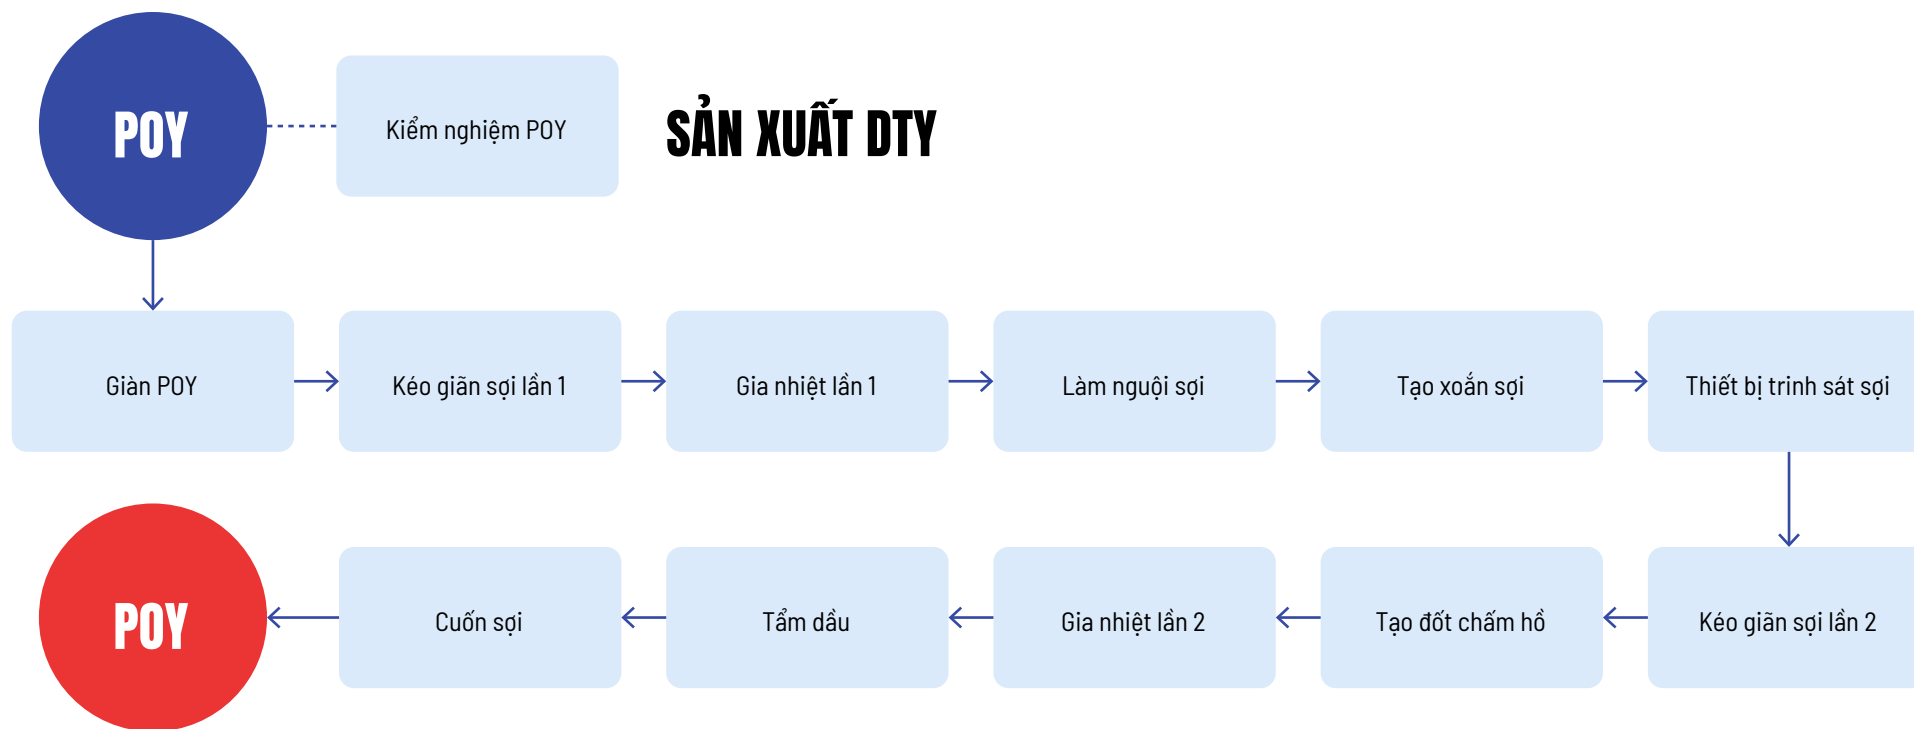 POY
Kiểm nghiệm POY
SẢN XUẤT DTY
Giàn POY
Kéo giãn sợi lần 1
Gia nhiệt lần 1
Làm nguội sợi
Tạo xoắn sợi
Thiết bị trinh sát sợi
Kéo giãn sợi lần 2
Tạo đốt chấm hồ
Gia nhiệt lần 2
Tẩm dầu
Cuốn sợi
POY